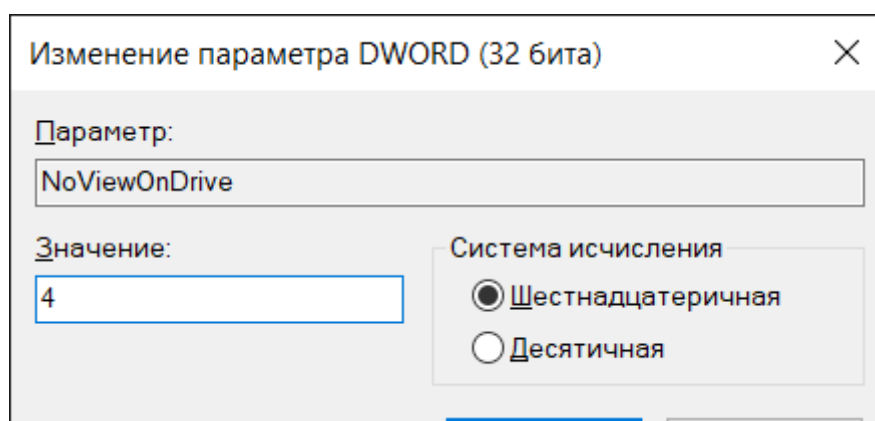 Изменение параметра DWORD (32 бита)
Параметр:
NoViewOnDrive
Значение:
4
Система исчисления
Шестнадцатеричная
Десятичная